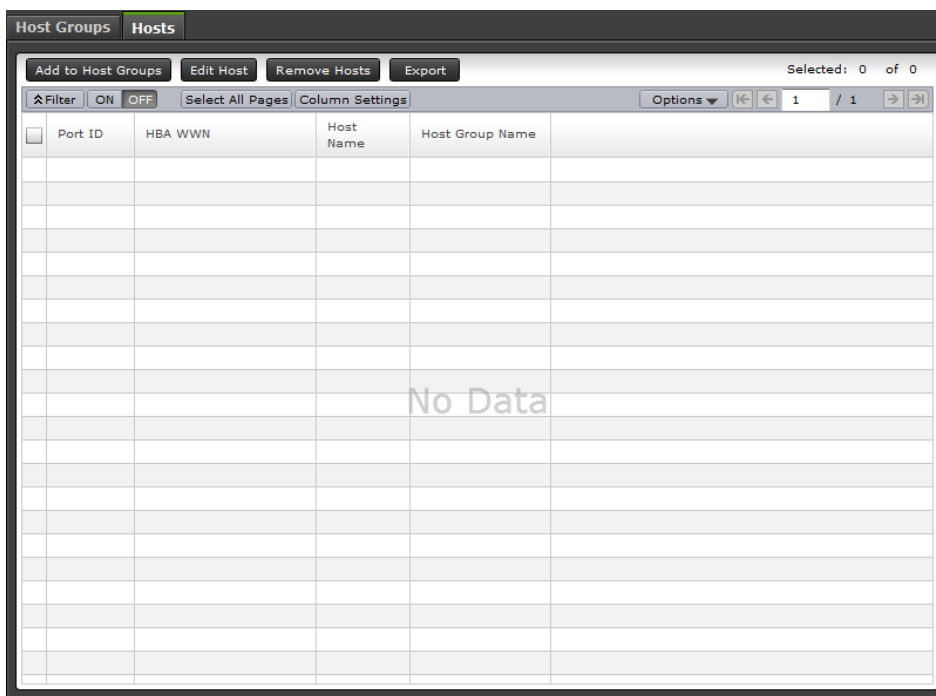 Host Groups Hosts
Add to Host Groups Edit Host Remove Hosts Export Selected: 0 of 0
Filter ON OFF Select All Pages Column Settings Options 1 / 1
Port ID HBA WWN Host Name Host Group Name
No Data